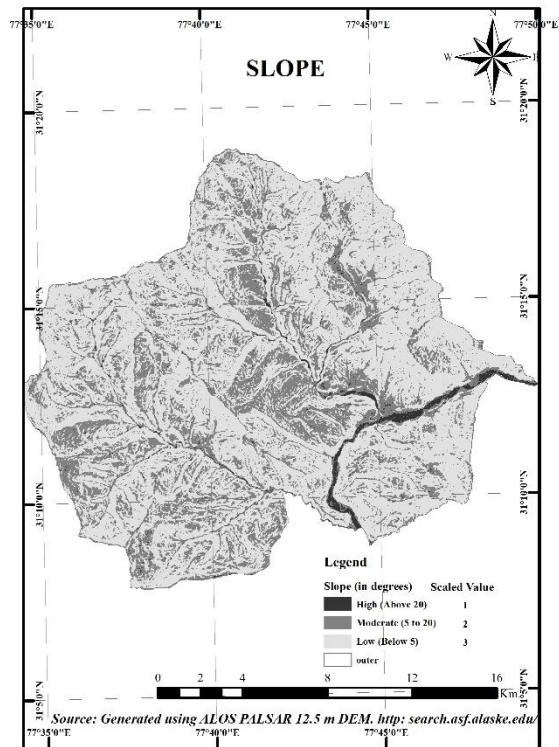 77°35'0"E 77°40'0"E 77°45'0"E 77°50'0"E
N
SLOPE
W E
S
31°20'0"N 31°20'0"N
31°15'0"N 31°15'0"N
31°10'0"N 31°10'0"N
Legend
Slope (in degrees) Scaled Value
High (Above 20) 1
Moderate (5 to 20) 2
Low (Below 5) 3
outer
0 2 4 8 12 16
Km
31°5'0"N 31°5'0"N
Source: Generated using ALOS PALSAR 12.5 m DEM. http: search.asf.alaske.edu/
77°35'0"E 77°40'0"E 77°45'0"E